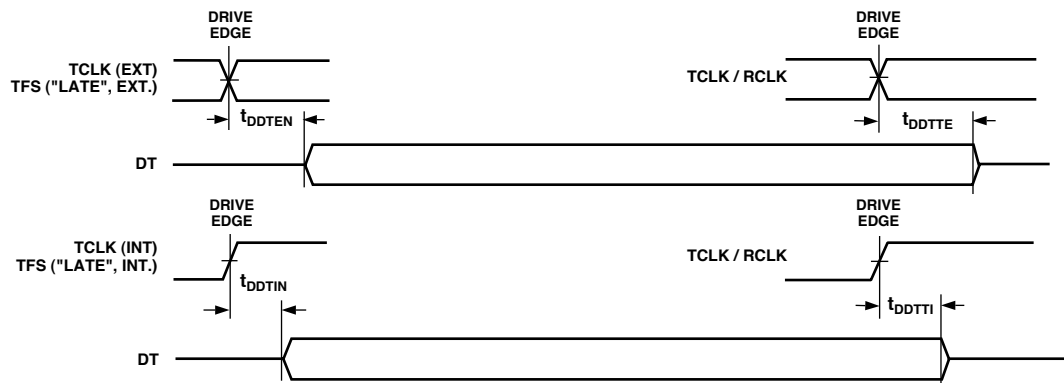 DRIVE
EDGE
DRIVE
EDGE
TCLK (EXT)
TFS ("LATE", EXT.)
TCLK / RCLK
tDDTEN
tDDTTE
DT
DRIVE
EDGE
DRIVE
EDGE
TCLK (INT)
TFS ("LATE", INT.)
TCLK / RCLK
tDDTIN
tDDTTI
DT